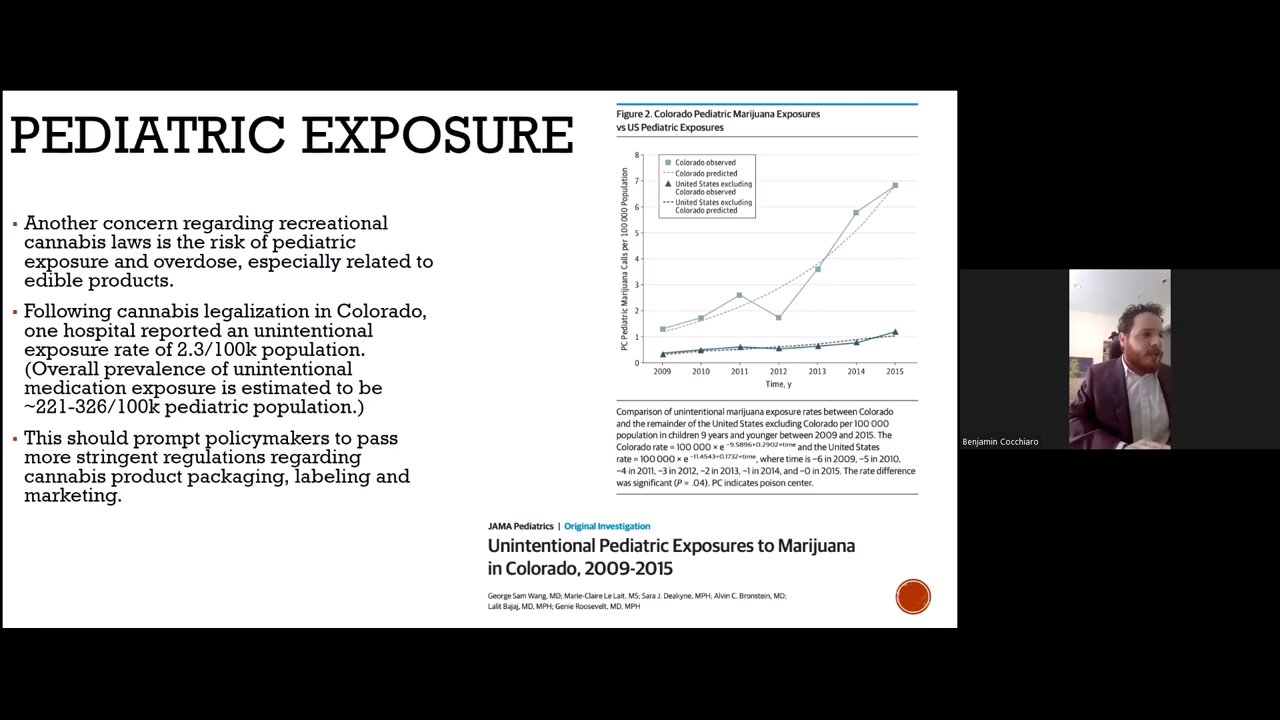 PEDIATRIC EXPOSURE
▪ Another concern regarding recreational
cannabis laws is the risk of pediatric
exposure and overdose, especially related to
edible products.
▪ Following cannabis legalization in Colorado,
one hospital reported an unintentional
exposure rate of 2.3/100k population.
(Overall prevalence of unintentional
medication exposure is estimated to be
~221-326/100k pediatric population.)
▪ This should prompt policymakers to pass
more stringent regulations regarding
cannabis product packaging, labeling and
marketing.
Figure 2. Colorado Pediatric Marijuana Exposures
vs US Pediatric Exposures
PC Pediatric Marijuana Calls per 100 000 Population
8
7
6
5
4
3
2
1
0
Colorado observed
Colorado predicted
United States excluding
Colorado observed
United States excluding
Colorado predicted
2009 2010 2011 2012 2013 2014 2015
Time, y
Comparison of unintentional marijuana exposure rates between Colorado
and the remainder of the United States excluding Colorado per 100 000
population in children 9 years and younger between 2009 and 2015. The
Colorado rate = 100 000 × e −9.5896+0.2902×time and the United States
rate = 100 000 × e −11.4543+0.1732×time, where time is −6 in 2009, −5 in 2010,
−4 in 2011, −3 in 2012, −2 in 2013, −1 in 2014, and −0 in 2015. The rate difference
was significant (P = .04). PC indicates poison center.
JAMA Pediatrics | Original Investigation
Unintentional Pediatric Exposures to Marijuana
in Colorado, 2009-2015
George Sam Wang, MD; Marie-Claire Le Lait, MS; Sara J. Deakyne, MPH; Alvin C. Bronstein, MD;
Lalit Bajaj, MD, MPH; Genie Roosevelt, MD, MPH
Benjamin Cocchiaro